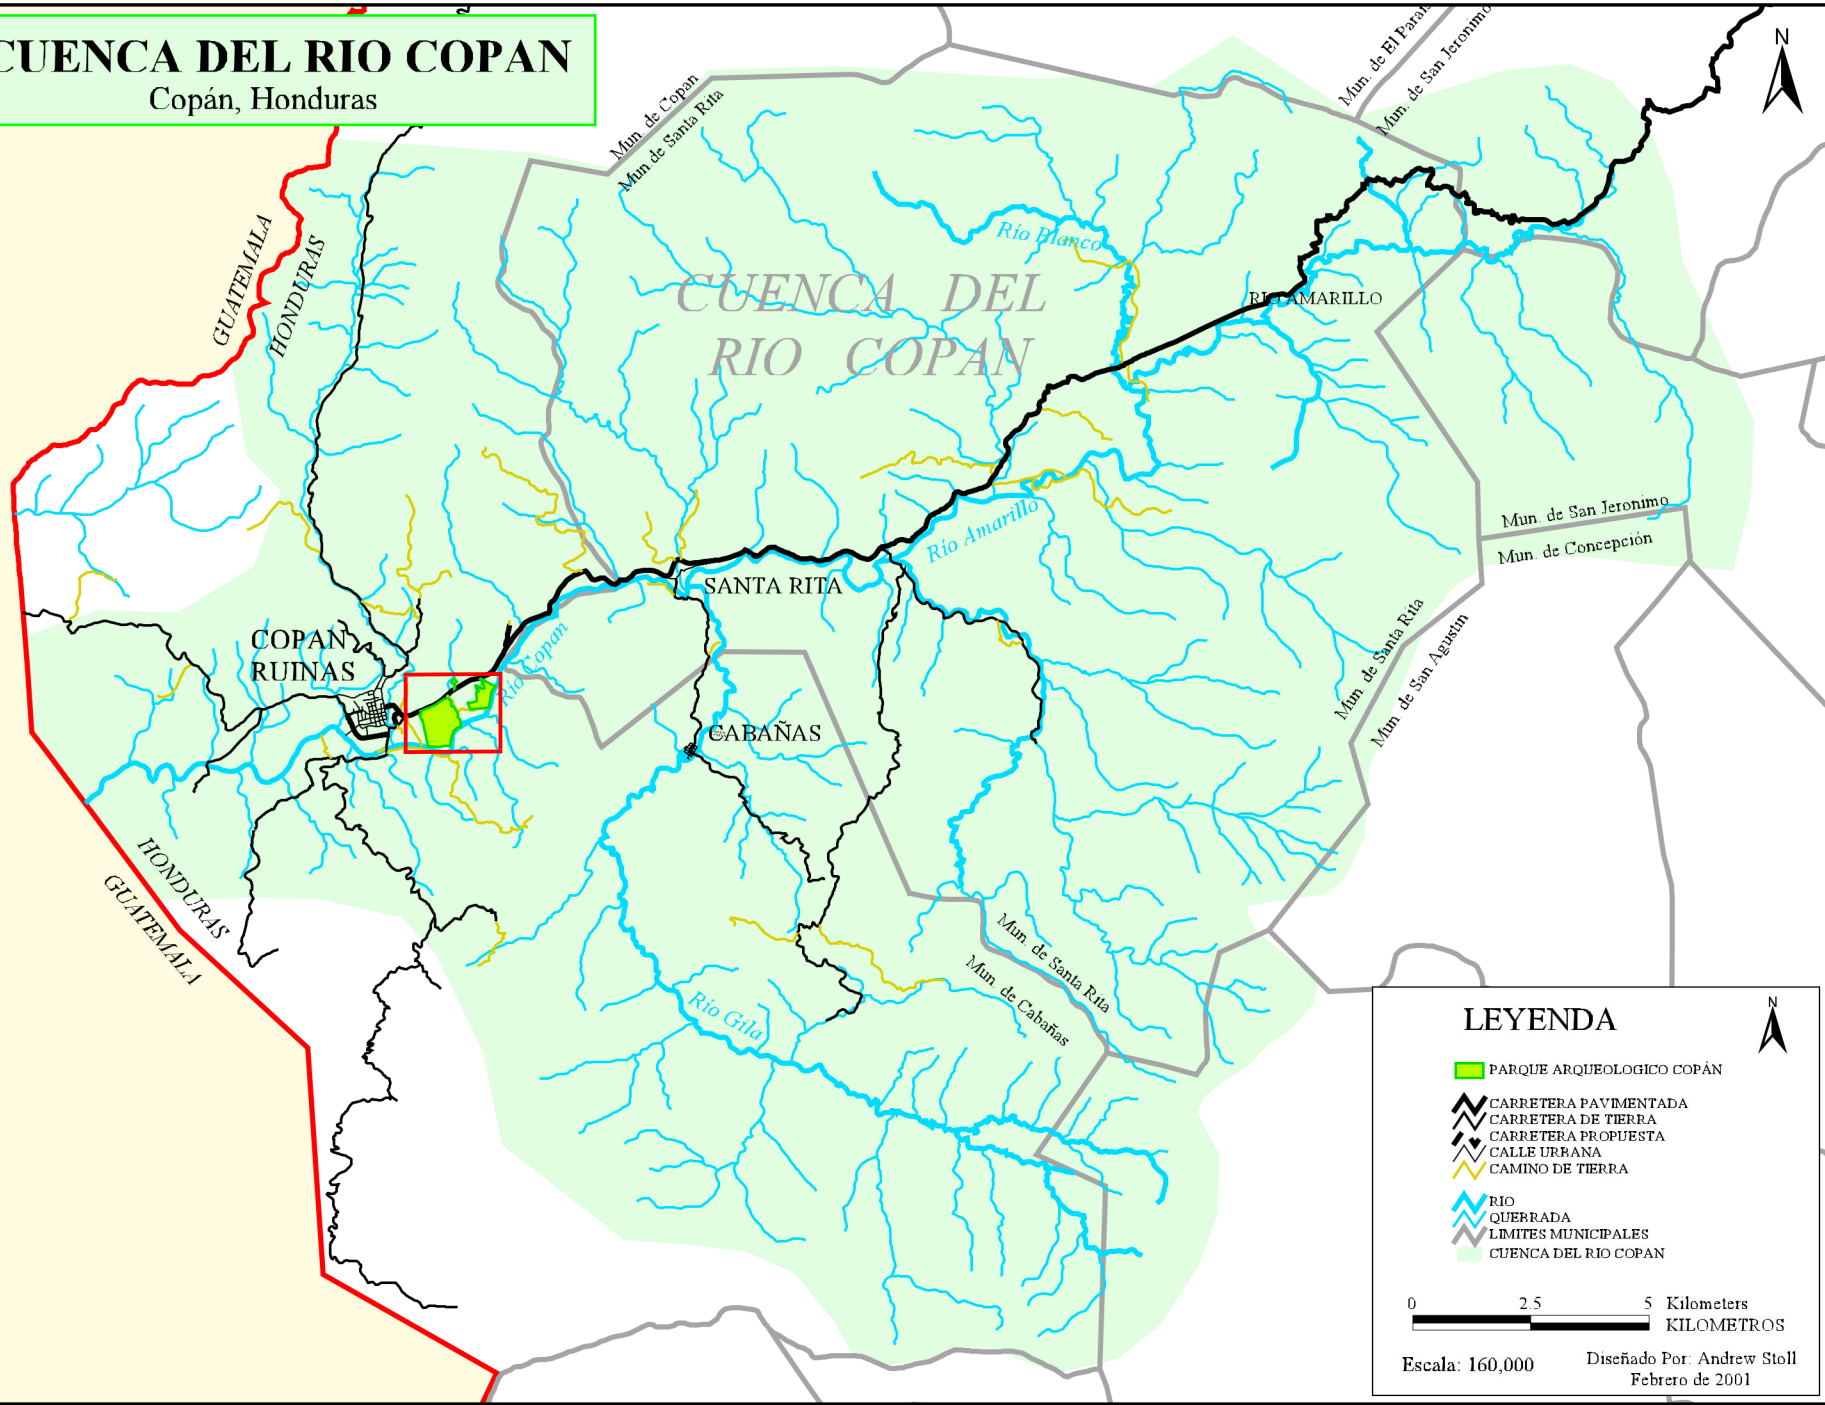 CUENCA DEL RIO COPAN
Copán, Honduras
N
Mun. de Copan
Mun de Santa Rita
Mun. de El Parais
Mun. de San Jeronimo
GUATEMALA
HONDURAS
Río Blanco
CUENCA DEL
RIO COPAN
RIO AMARILLO
Mun. de San Jeronimo
Mun. de Concepción
Río Amarillo
SANTA RITA
COPAN
RUINAS
Río Copan
Mun. de Santa Rita
Mun. de San Agustin
CABAÑAS
HONDURAS
GUATEMALA
Mun. de Santa Rita
Mun. de Cabañas
Río Gila
LEYENDA
N
PARQUE ARQUEOLOGICO COPÁN
CARRETERA PAVIMENTADA
CARRETERA DE TIERRA
CARRETERA PROPUESTA
CALLE URBANA
CAMINO DE TIERRA
RIO
QUEBRADA
LIMITES MUNICIPALES
CUENCA DEL RIO COPAN
0 2.5 5 Kilometers
KILOMETROS
Escala: 160,000
Diseñado Por: Andrew Stoll
Febrero de 2001